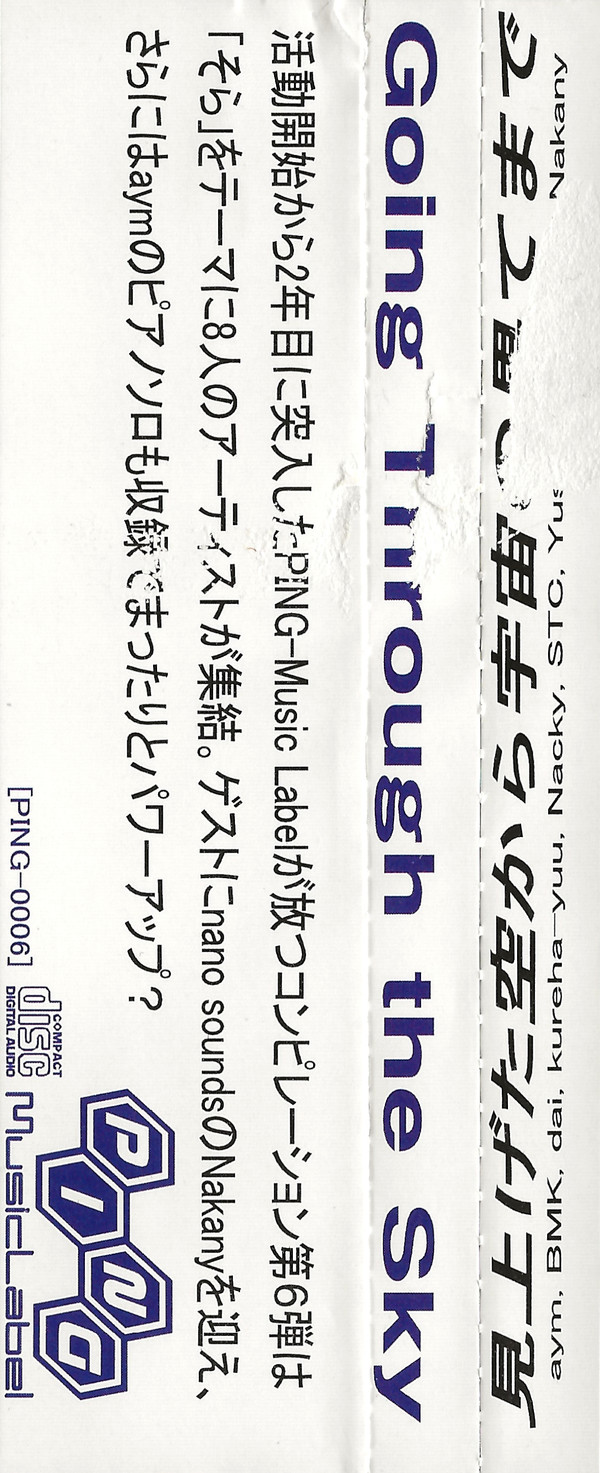 見上げた空から宇宙の果てまで
aym, BMK, dai, kureha-yuu, Nacky, STC, Nakany
Going Through the Sky
活動開始から2年目に突入したPING-Music Labelが放つコンピレーション第6弾は
「そら」をテーマに8人のアーティストが集結。ゲストにnano soundsのNakanyを迎え、
さらにはaymのピアノソロも収録でまったりとパワーアップ？
[PING-0006]
COMPACT
disc
DIGITAL AUDIO
PING
MusicLabel